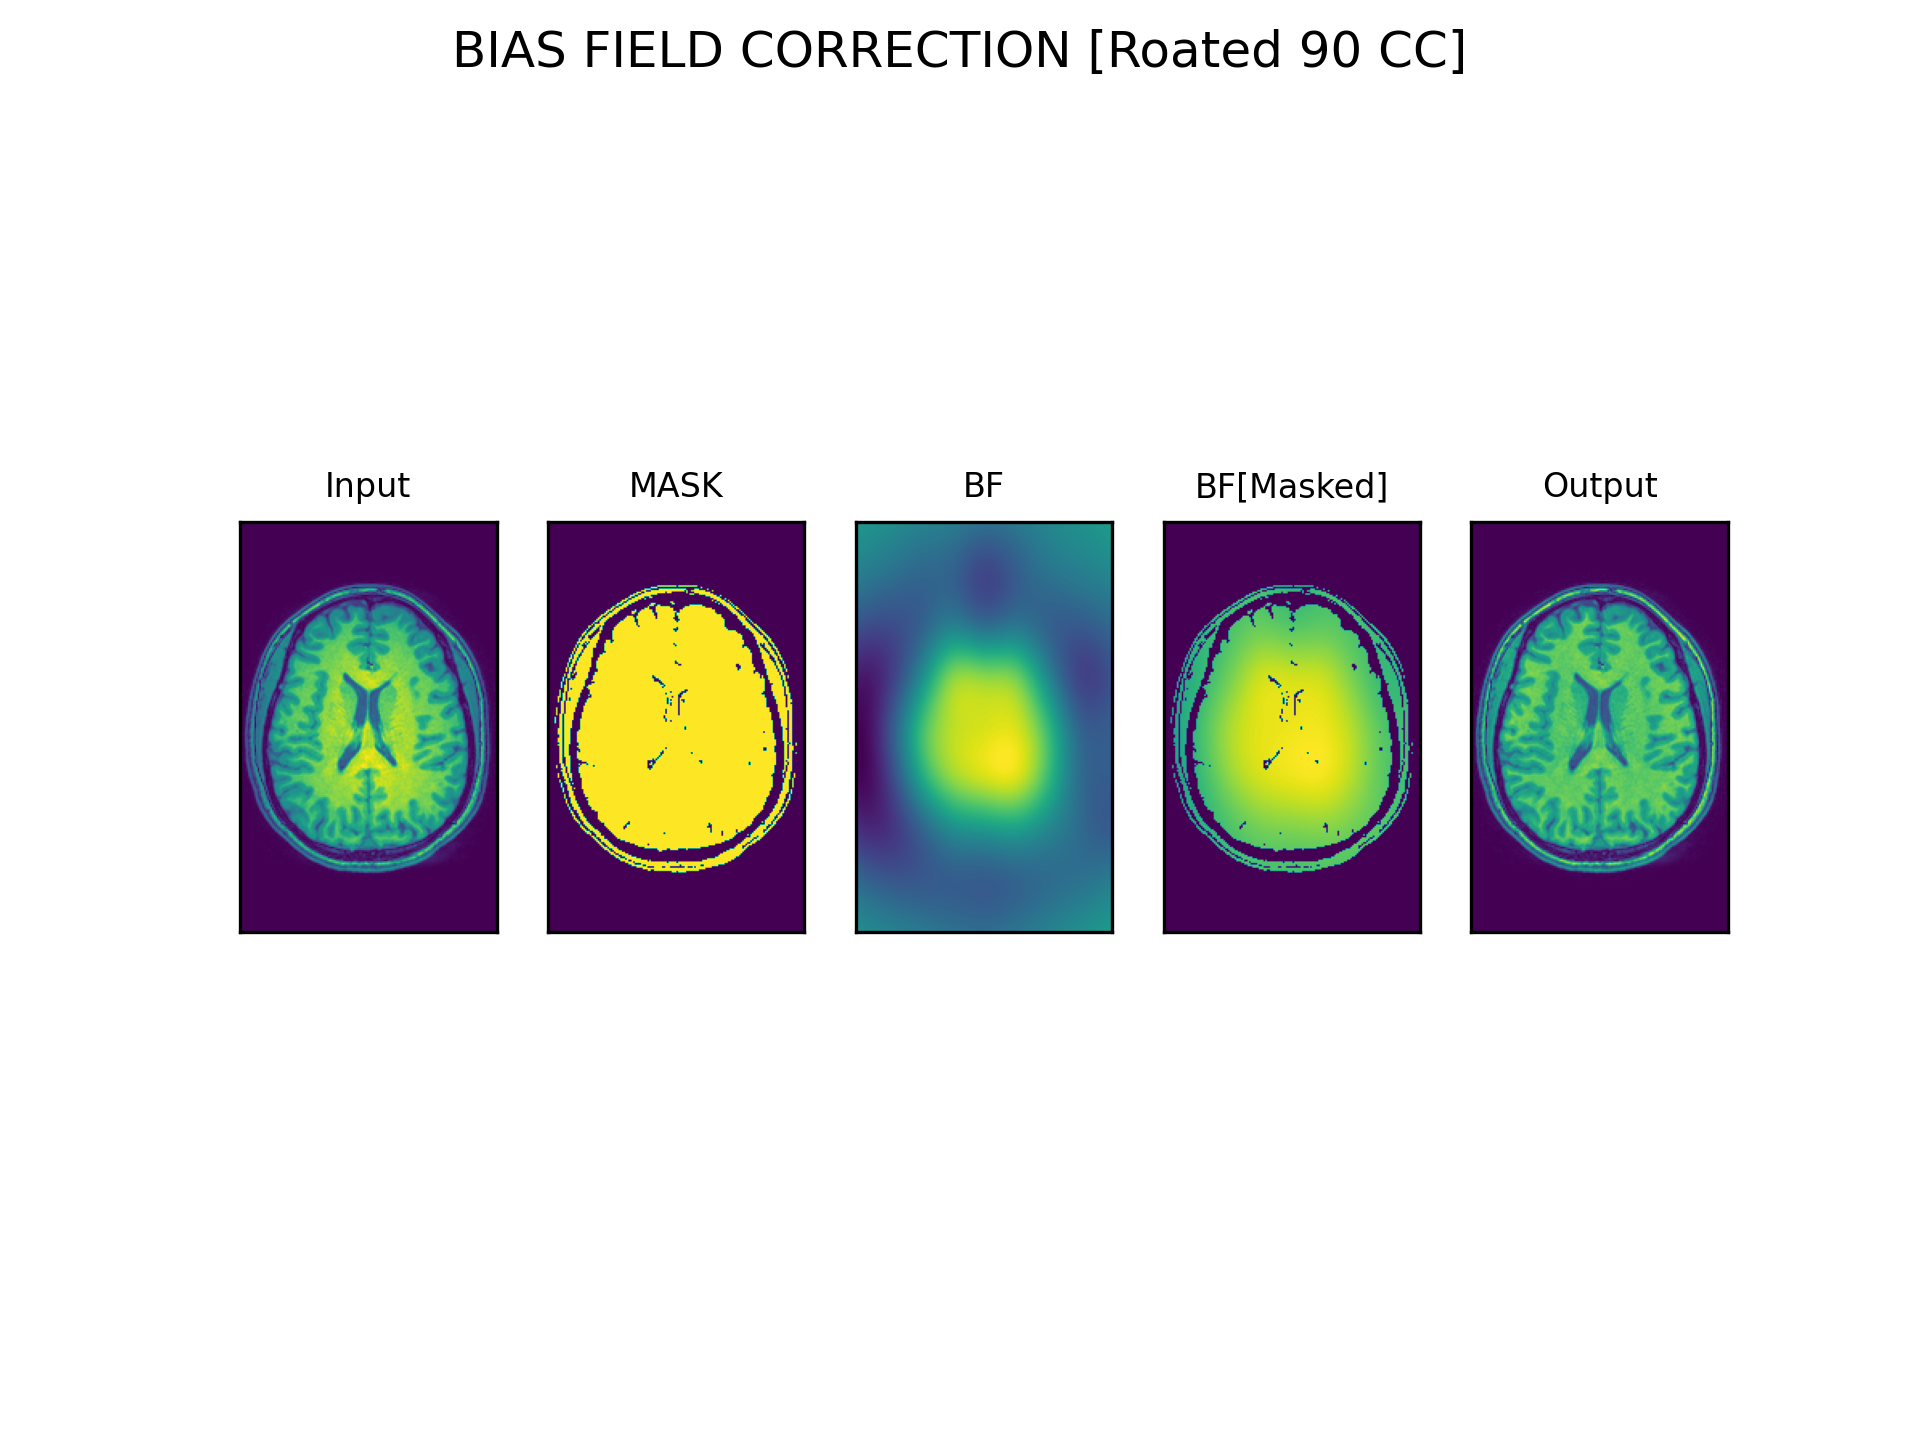 BIAS FIELD CORRECTION [Roated 90 CC]
Input
MASK
BF
BF[Masked]
Output